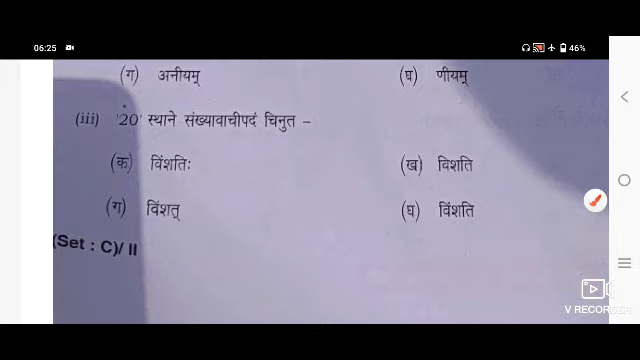 06:25 46%
(ग) अनीयम् (घ) णीयम्
(iii) '20' स्थाने संख्यावाचीपदं चिनुत –
(क) विंशतिः (ख) विशति
(ग) विंशत् (घ) विंशति
(Set : C)/ II
V RECORDER